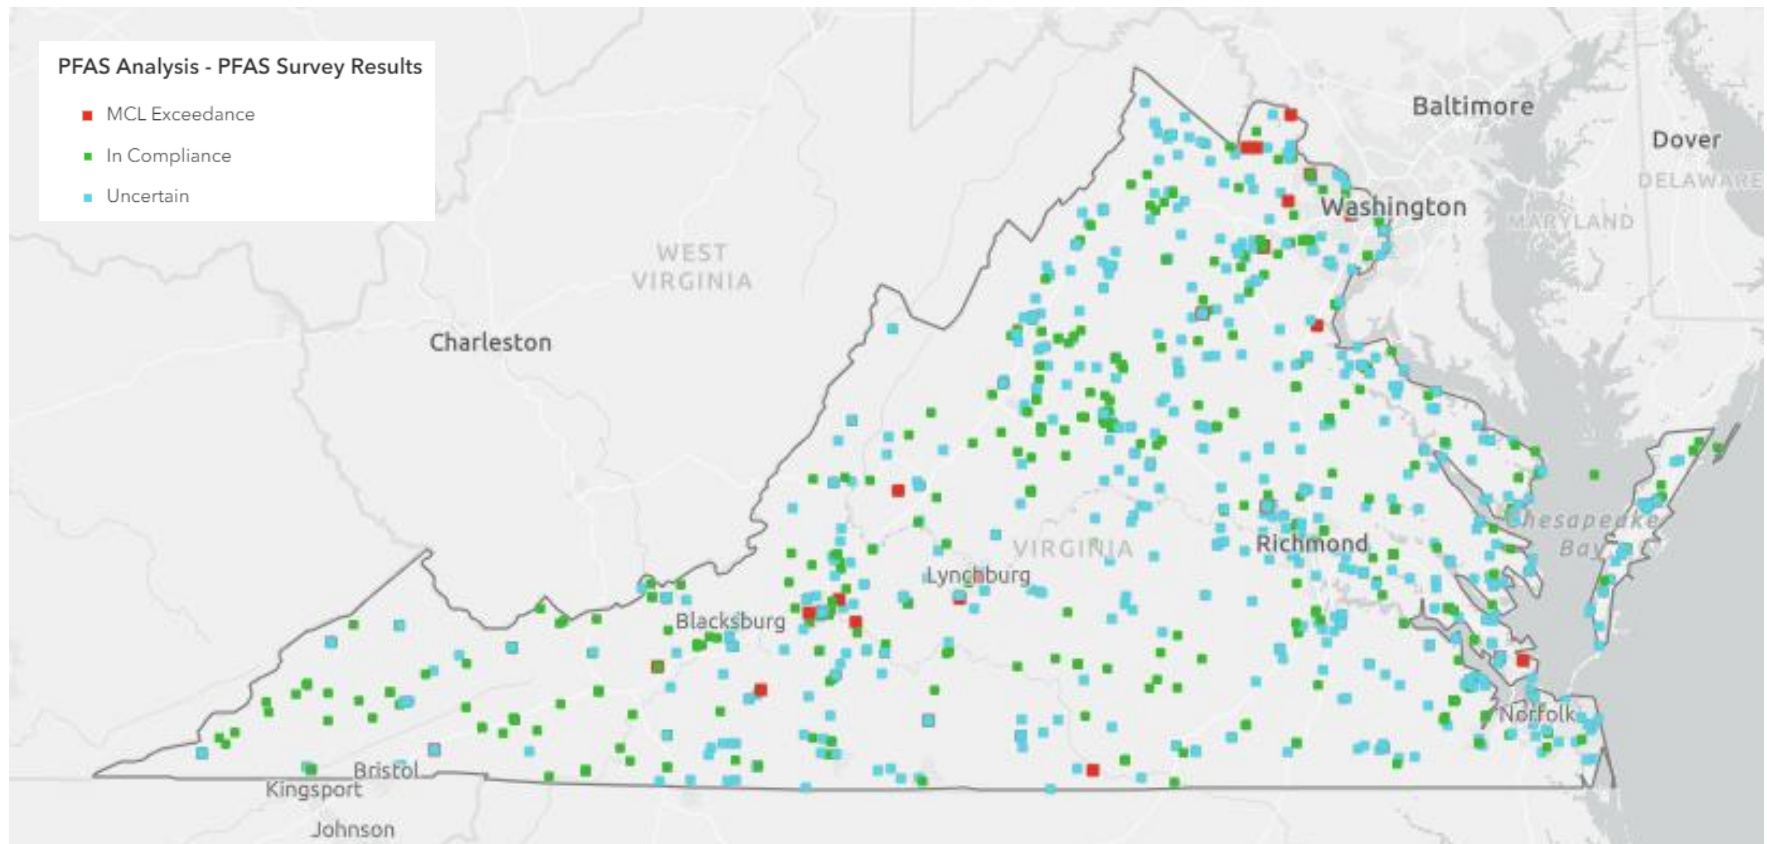 PFAS Analysis - PFAS Survey Results
MCL Exceedance
In Compliance
Uncertain
Baltimore
Dover
DELAWARE
Washington
MARYLAND
WEST
VIRGINIA
Charleston
Chesapeake
Bay
VIRGINIA
Richmond
Lynchburg
Blacksburg
Norfolk
Bristol
Kingsport
Johnson